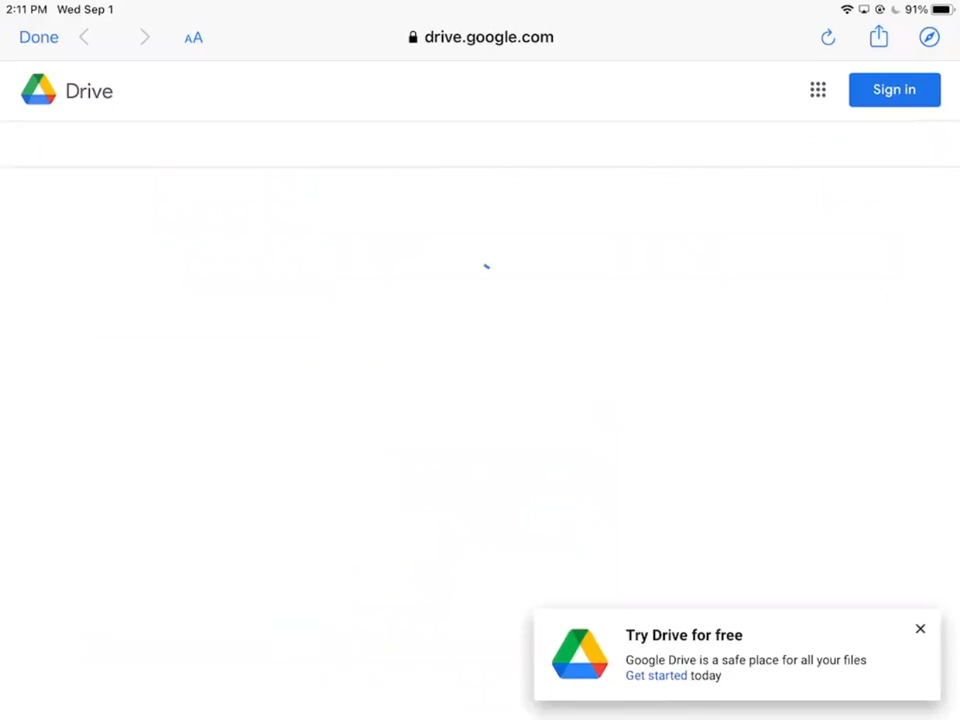 2:11 PM Wed Sep 1 91%
Done AA drive.google.com
Drive Sign in
Try Drive for free
Google Drive is a safe place for all your files
Get started today